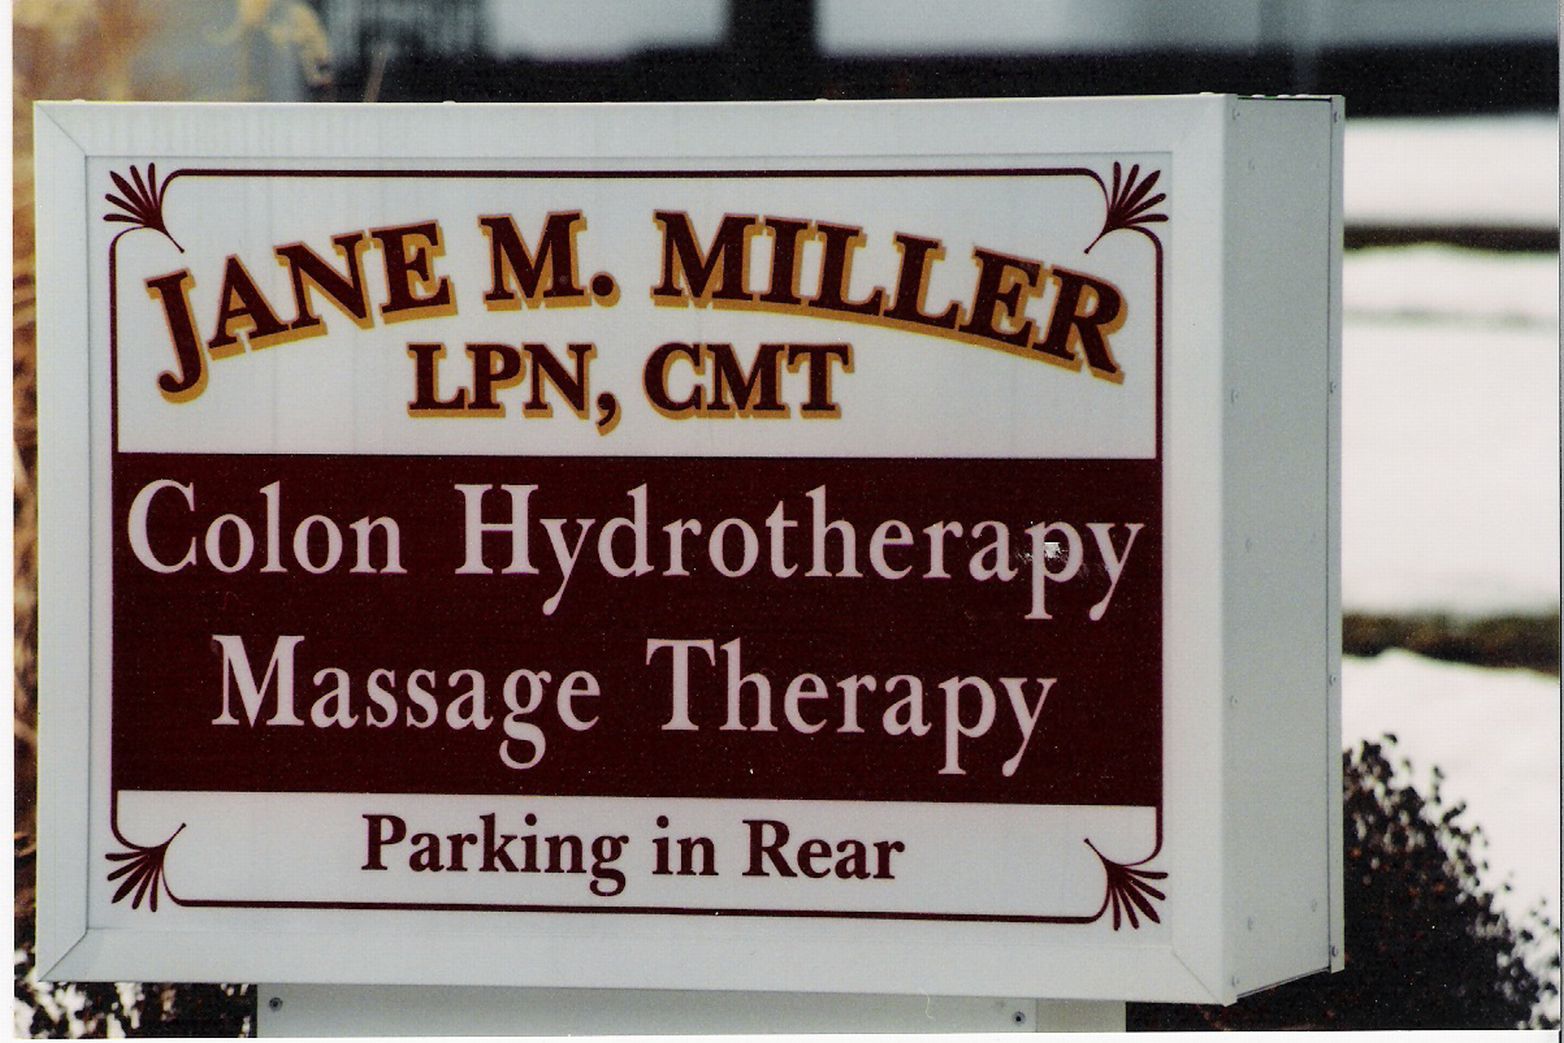 JANE M. MILLER
LPN, CMT
Colon Hydrotherapy
Massage Therapy
Parking in Rear